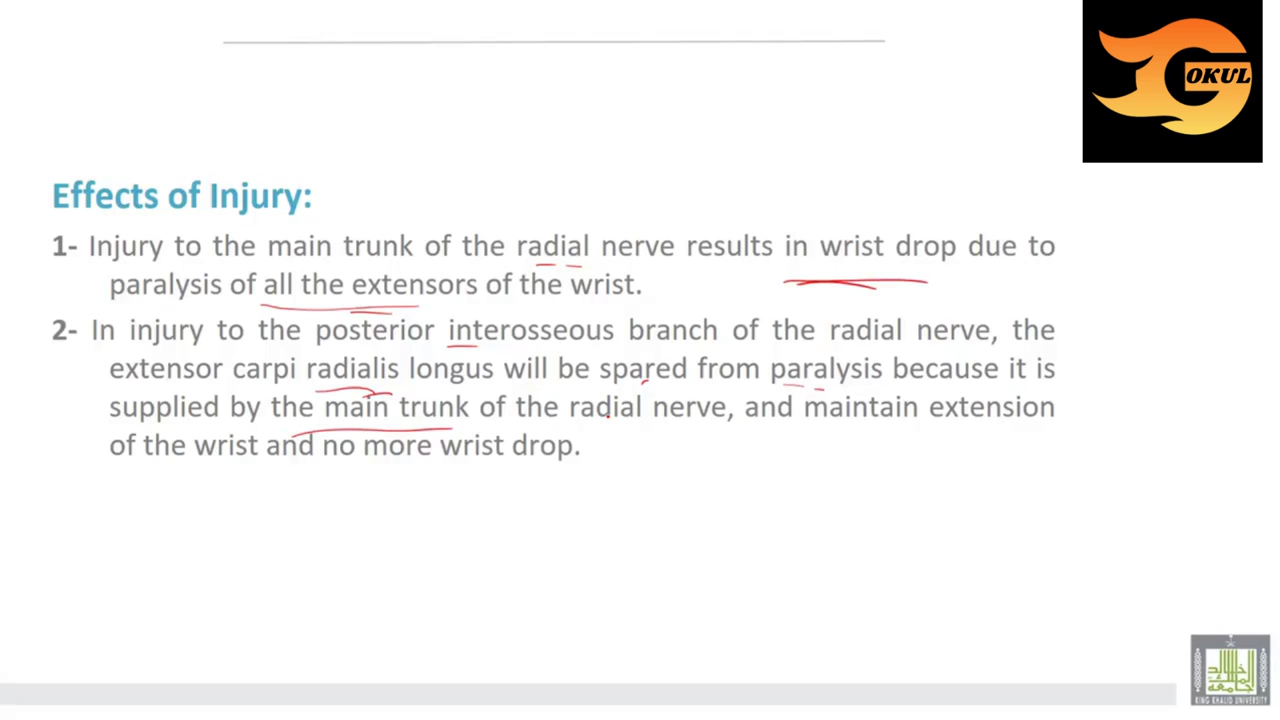 OKUL
Effects of Injury:
1- Injury to the main trunk of the radial nerve results in wrist drop due to
paralysis of all the extensors of the wrist.
2- In injury to the posterior interosseous branch of the radial nerve, the
extensor carpi radialis longus will be spared from paralysis because it is
supplied by the main trunk of the radial nerve, and maintain extension
of the wrist and no more wrist drop.
KING KHALID UNIVERSITY